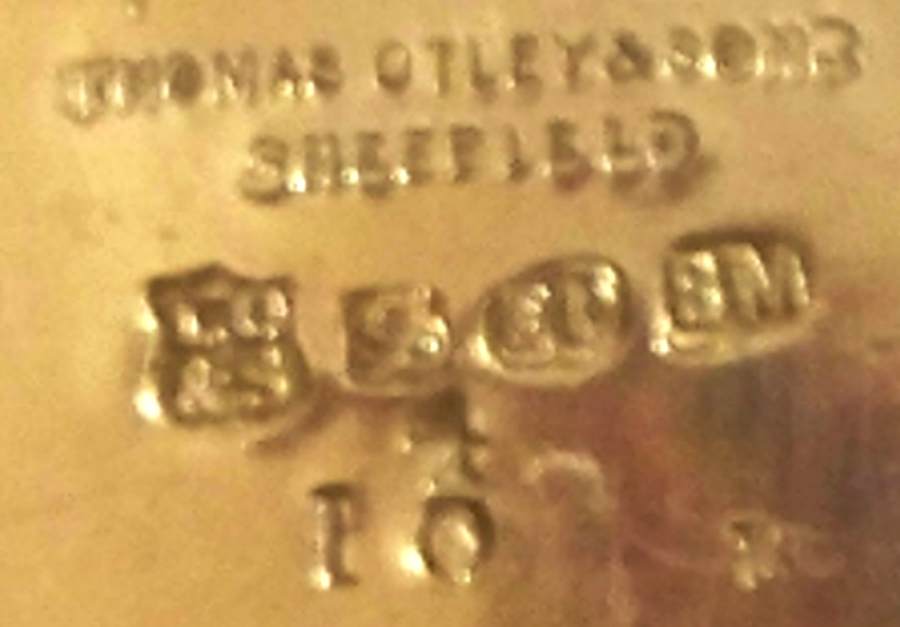 THOMAS OTLEY & SONS
SHEFFIELD
EP BM
10